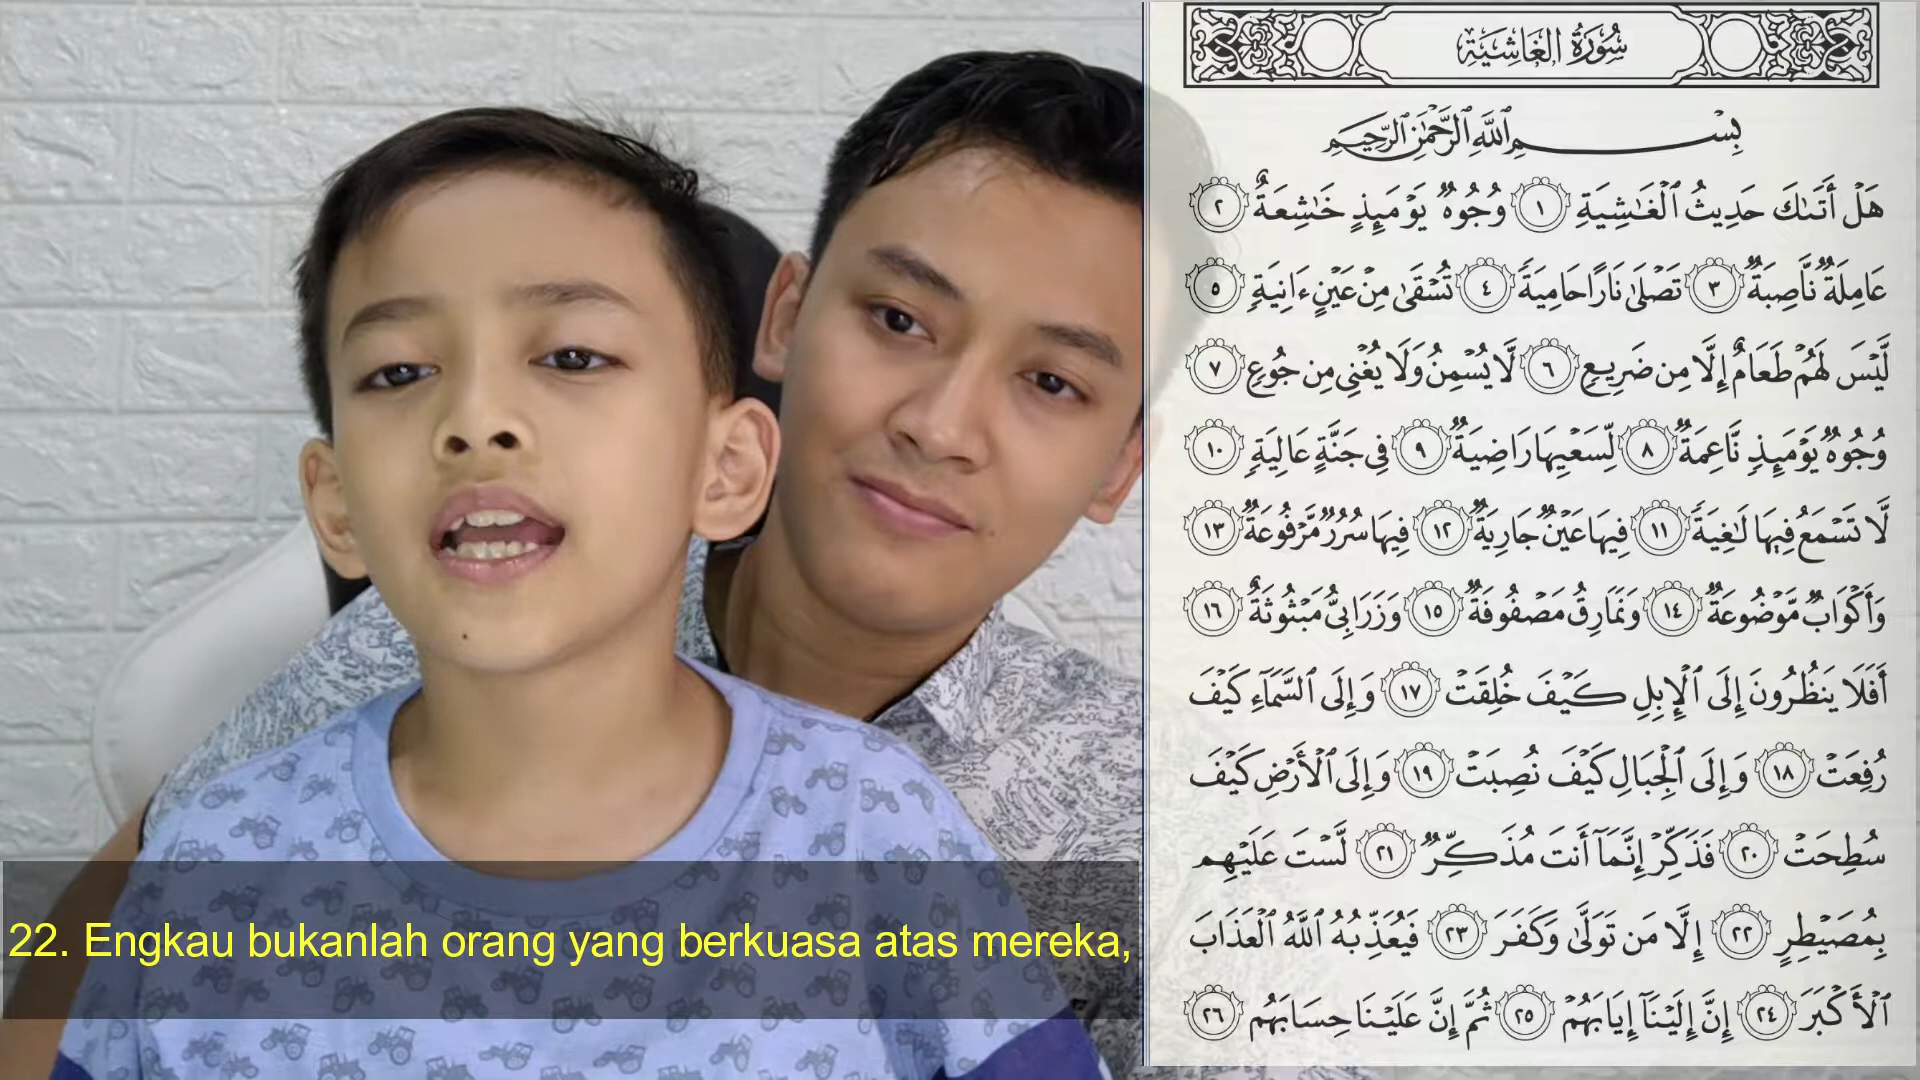 سُورَةُ الغَاشِيَةِ
بِسْمِ ٱللَّهِ ٱلرَّحْمَٰنِ ٱلرَّحِيمِ
هَلْ أَتَىٰكَ حَدِيثُ ٱلْغَٰشِيَةِ ١ وُجُوهٌ يَوْمَئِذٍ خَٰشِعَةٌ ٢
عَامِلَةٌ نَّاصِبَةٌ ٣ تَصْلَىٰ نَارًا حَامِيَةً ٤ تُسْقَىٰ مِنْ عَيْنٍ ءَانِيَةٍ ٥
لَّيْسَ لَهُمْ طَعَامٌ إِلَّا مِن ضَرِيعٍ ٦ لَّا يُسْمِنُ وَلَا يُغْنِى مِن جُوعٍ ٧
وُجُوهٌ يَوْمَئِذٍ نَّاعِمَةٌ ٨ لِّسَعْيِهَا رَاضِيَةٌ ٩ فِى جَنَّةٍ عَالِيَةٍ ١٠
لَّا تَسْمَعُ فِيهَا لَٰغِيَةً ١١ فِيهَا عَيْنٌ جَارِيَةٌ ١٢ فِيهَا سُرُرٌ مَّرْفُوعَةٌ ١٣
وَأَكْوَابٌ مَّوْضُوعَةٌ ١٤ وَنَمَارِقُ مَصْفُوفَةٌ ١٥ وَزَرَابِىُّ مَبْثُوثَةٌ ١٦
أَفَلَا يَنظُرُونَ إِلَى ٱلْإِبِلِ كَيْفَ خُلِقَتْ ١٧ وَإِلَى ٱلسَّمَآءِ كَيْفَ
رُفِعَتْ ١٨ وَإِلَى ٱلْجِبَالِ كَيْفَ نُصِبَتْ ١٩ وَإِلَى ٱلْأَرْضِ كَيْفَ
سُطِحَتْ ٢٠ فَذَكِّرْ إِنَّمَآ أَنتَ مُذَكِّرٌ ٢١ لَّسْتَ عَلَيْهِم
بِمُصَيْطِرٍ ٢٢ إِلَّا مَن تَوَلَّىٰ وَكَفَرَ ٢٣ فَيُعَذِّبُهُ ٱللَّهُ ٱلْعَذَابَ
ٱلْأَكْبَرَ ٢٤ إِنَّ إِلَيْنَآ إِيَابَهُمْ ٢٥ ثُمَّ إِنَّ عَلَيْنَا حِسَابَهُم ٢٦
22. Engkau bukanlah orang yang berkuasa atas mereka,